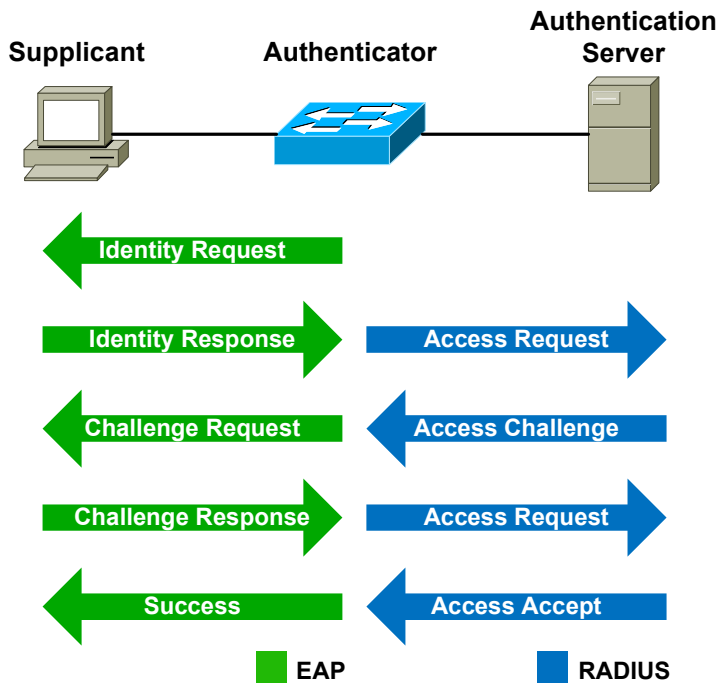 Supplicant
Authenticator
Authentication
Server
Identity Request
Identity Response
Access Request
Challenge Request
Access Challenge
Challenge Response
Access Request
Success
Access Accept
EAP
RADIUS